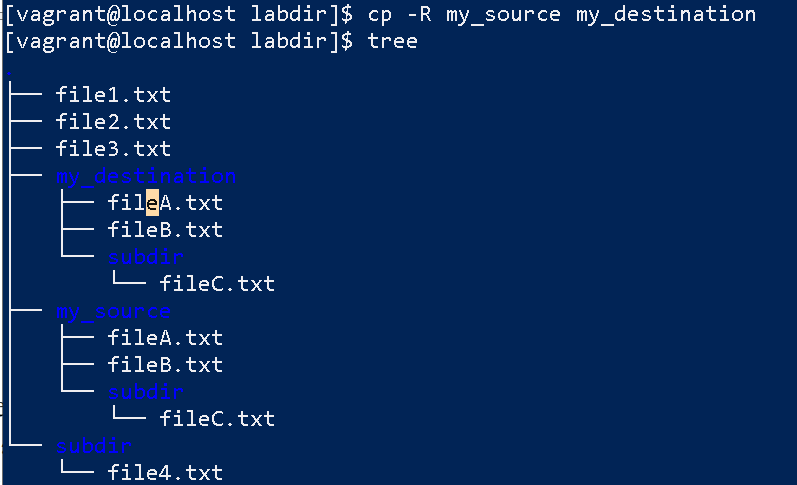 [vagrant@localhost labdir]$ cp -R my_source my_destination
[vagrant@localhost labdir]$ tree
.
├── file1.txt
├── file2.txt
├── file3.txt
├── my_destination
│   ├── fileA.txt
│   ├── fileB.txt
│   └── subdir
│       └── fileC.txt
├── my_source
│   ├── fileA.txt
│   ├── fileB.txt
│   └── subdir
│       └── fileC.txt
└── subdir
    └── file4.txt